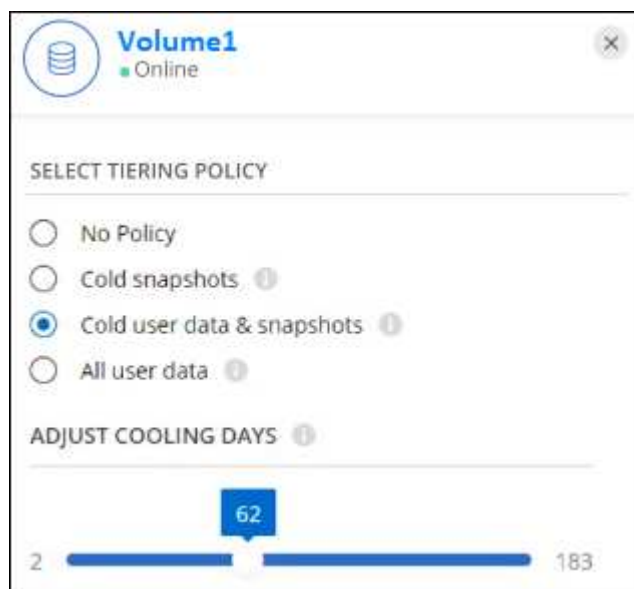 Volume1
Online
SELECT TIERING POLICY
No Policy
Cold snapshots
Cold user data & snapshots
All user data
ADJUST COOLING DAYS
62
2 183